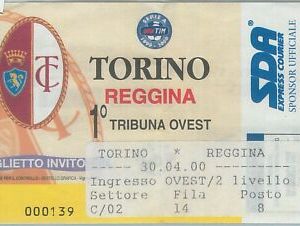 SERIE A
TIM
TORINO
REGGINA
1° TRIBUNA OVEST
SDA
EXPRESS COURIER
SPONSOR UFFICIALE
TC
GLIETTO INVITO
000139
TORINO * REGGINA
30.04.00
Ingresso OVEST/2 livello
Settore Fila Posto
C/02 14 8